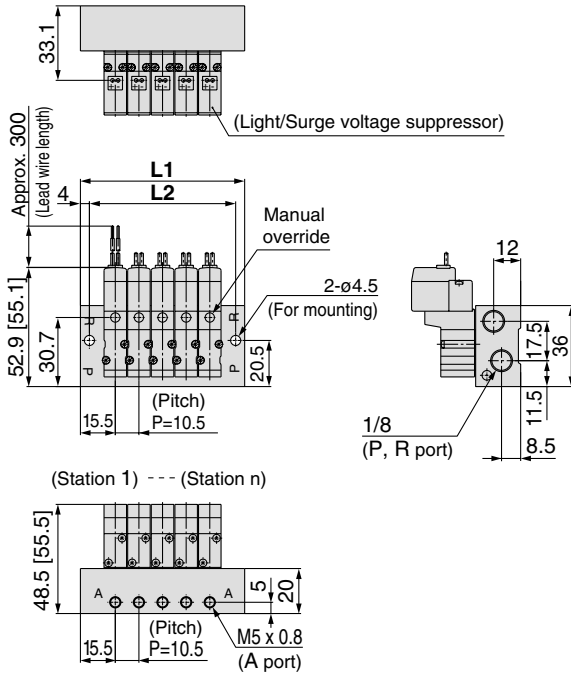 33.1
(Light/Surge voltage suppressor)
Approx. 300
(Lead wire length)
L1
4
L2
Manual
override
2-ø4.5
(For mounting)
52.9 [55.1]
30.7
R
R
P
P
20.5
15.5
(Pitch)
P=10.5
12
17.5
36
11.5
8.5
1/8
(P, R port)
(Station 1) --- (Station n)
48.5 [55.5]
A
A
5
20
15.5
(Pitch)
P=10.5
M5 x 0.8
(A port)